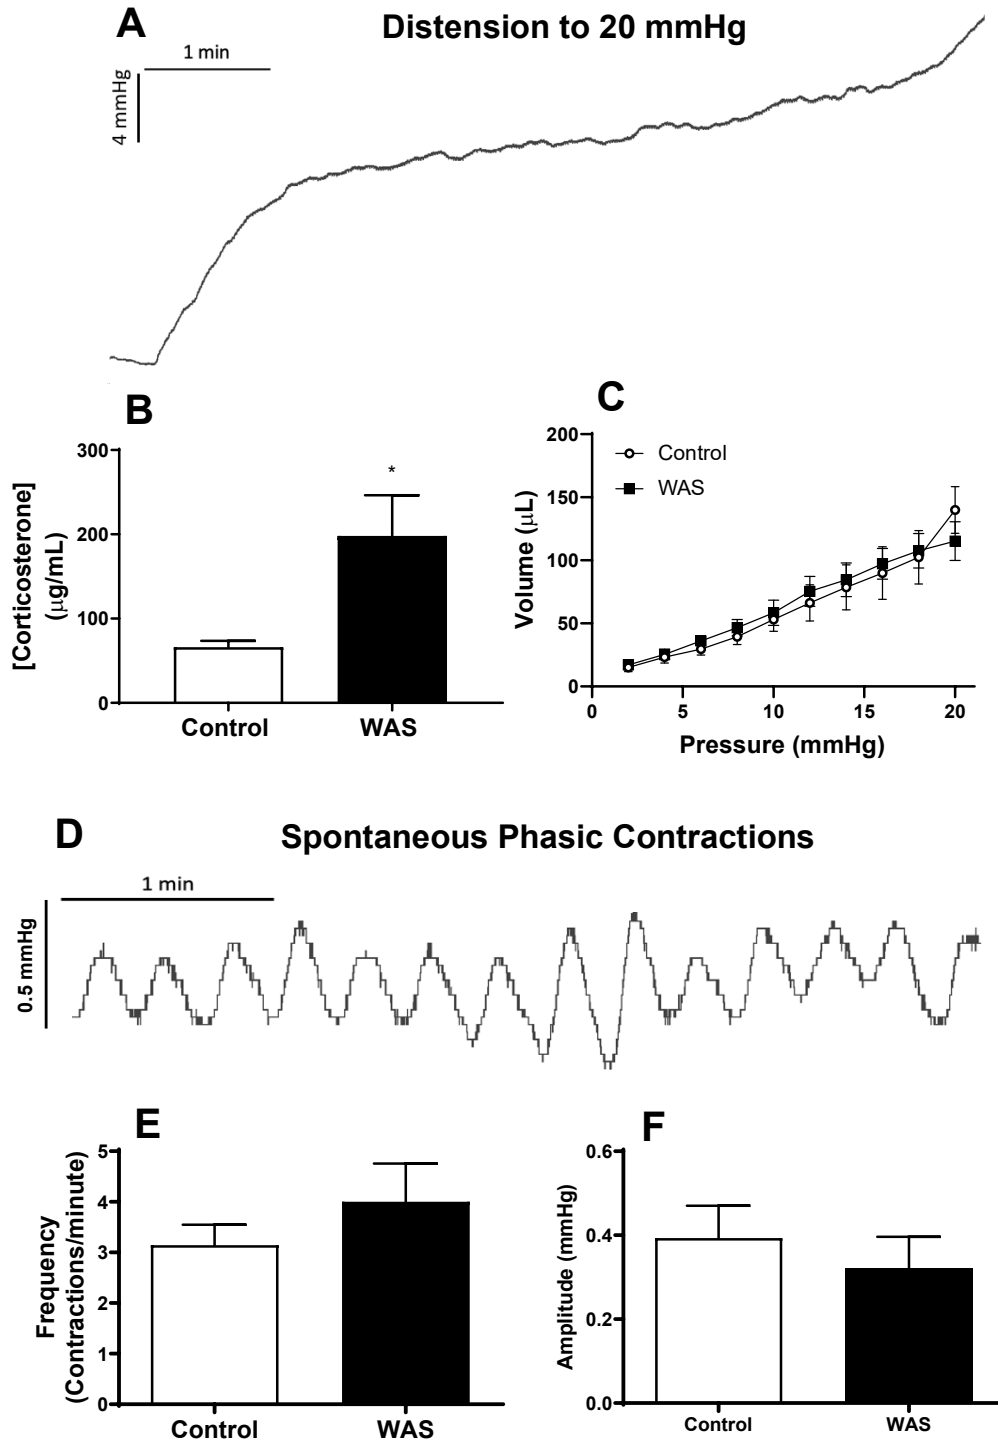 A
Distension to 20 mmHg
1 min
4 mmHg
B
[Corticosterone]
(μg/mL)
300
200
100
0
*
Control
WAS
C
Volume (μL)
200
150
100
50
0
Control
WAS
0
5
10
15
20
Pressure (mmHg)
D
Spontaneous Phasic Contractions
1 min
0.5 mmHg
E
Frequency
(Contractions/minute)
5
4
3
2
1
0
Control
WAS
F
Amplitude (mmHg)
0.6
0.4
0.2
0.0
Control
WAS